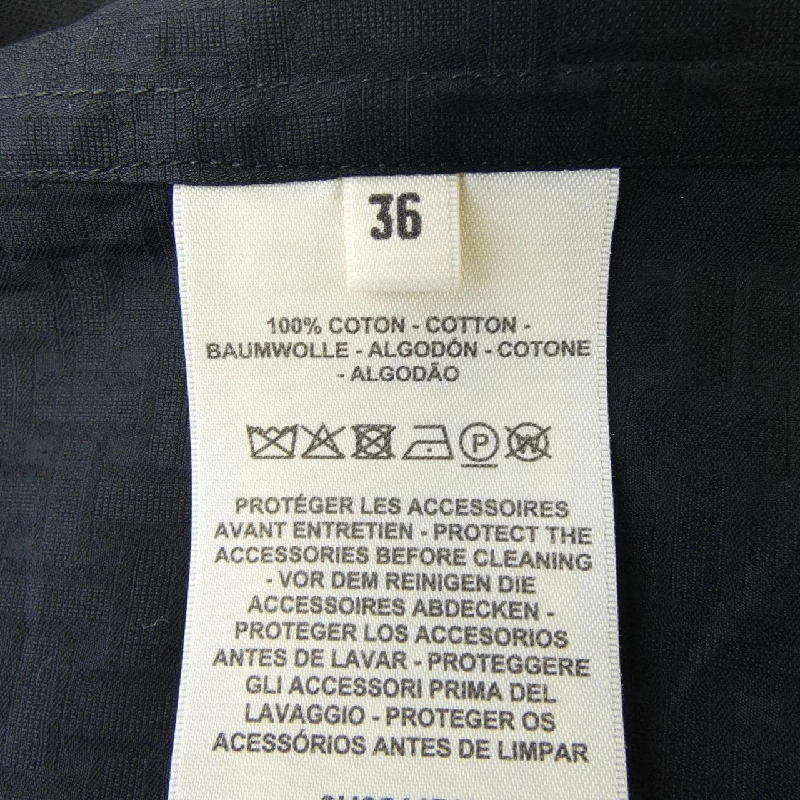 36
100% COTON - COTTON -
BAUMWOLLE - ALGODÓN - COTONE
- ALGODÃO
P W
PROTÉGER LES ACCESSOIRES
AVANT ENTRETIEN - PROTECT THE
ACCESSORIES BEFORE CLEANING
- VOR DEM REINIGEN DIE
ACCESSOIRES ABDECKEN -
PROTEGER LOS ACCESORIOS
ANTES DE LAVAR - PROTEGGERE
GLI ACCESSORI PRIMA DEL
LAVAGGIO - PROTEGER OS
ACESSÓRIOS ANTES DE LIMPAR